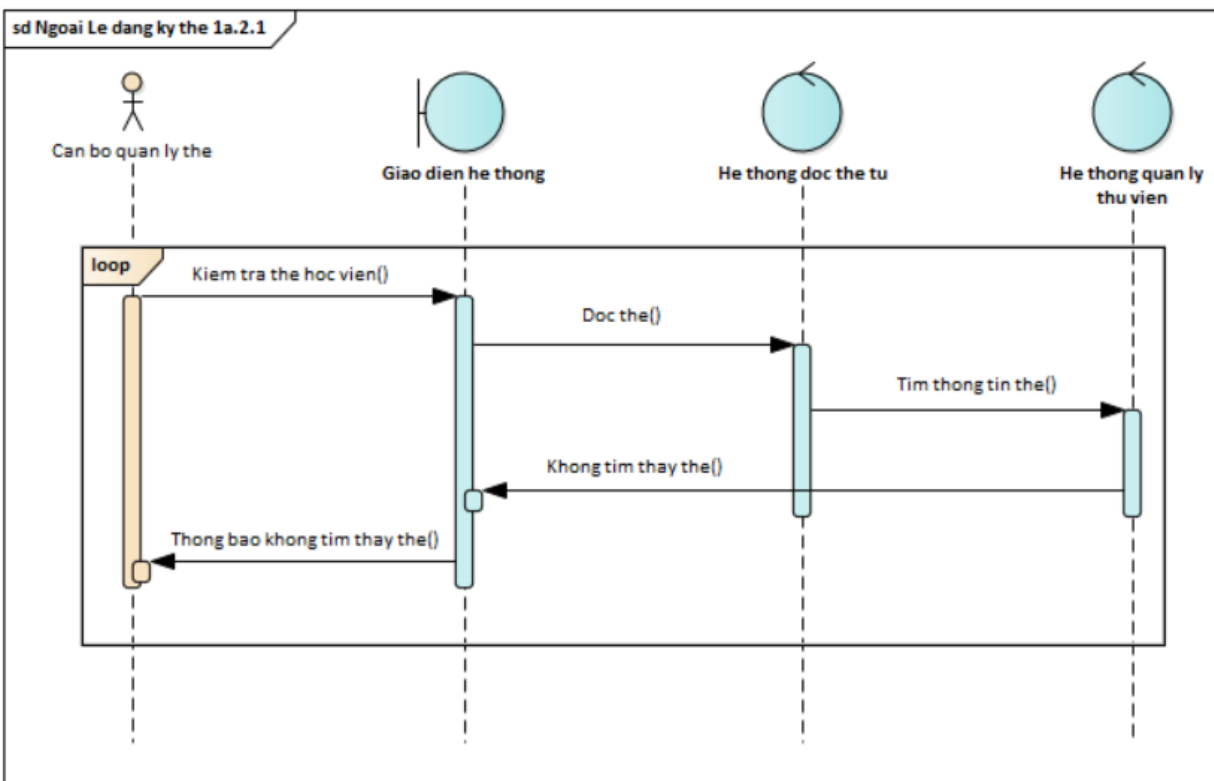 sd Ngoai Le dang ky the 1a.2.1
Can bo quan ly the
Giao dien he thong
He thong doc the tu
He thong quan ly
thu vien
loop
Kiem tra the hoc vien()
Doc the()
Tim thong tin the()
Khong tim thay the()
Thong bao khong tim thay the()